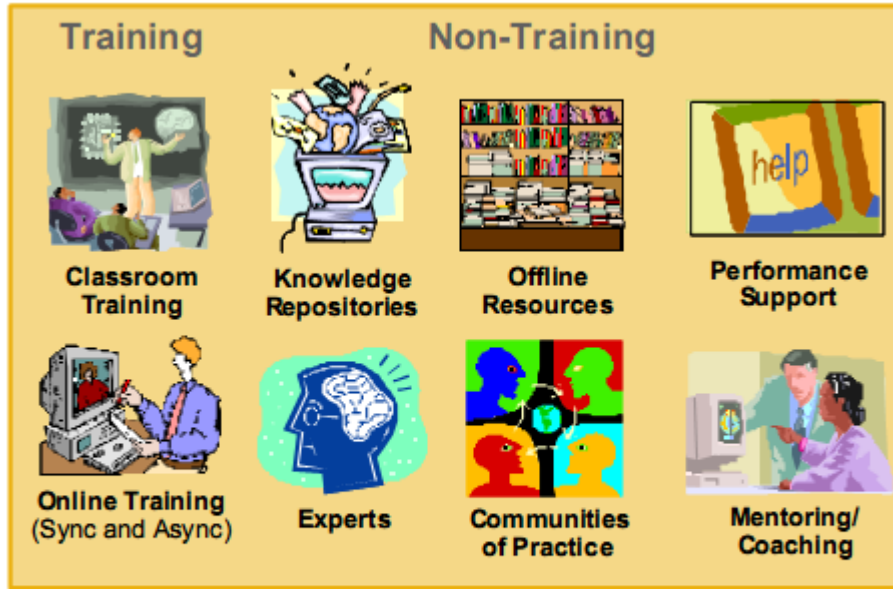 Training
Non-Training
help
Classroom
Training
Knowledge
Repositories
Offline
Resources
Performance
Support
Online Training
(Sync and Async)
Experts
Communities
of Practice
Mentoring/
Coaching